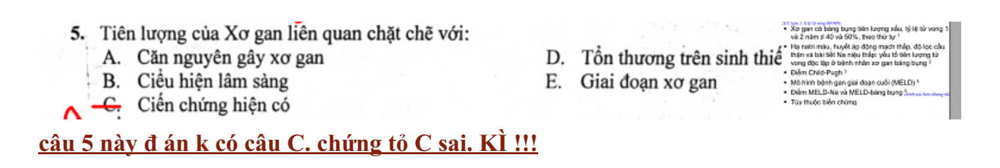 5. Tiên lượng của Xơ gan liên quan chặt chẽ với:
A. Căn nguyên gây xơ gan
B. Ciểu hiện lâm sàng
C. Ciến chứng hiện có
D. Tổn thương trên sinh thiế
E. Giai đoạn xơ gan
• Xơ gan có báng bụng tiên lượng xấu, tỷ lệ tử vong 1
và 2 năm ≤ 40 và 50%, theo thứ tự ¹
• Hạ natri máu, huyết áp động mạch thấp, độ lọc cầu
thận và bài tiết Na niệu thấp: yếu tố tiên lượng tử
vong độc lập ở bệnh nhân xơ gan báng bụng ²
• Điểm Child-Pugh ³
• Mô hình bệnh gan giai đoạn cuối (MELD) ⁴
• Điểm MELD-Na và MELD-báng bụng ⁵
• Tùy thuộc biến chứng
câu 5 này đ án k có câu C. chứng tỏ C sai. KÌ !!!